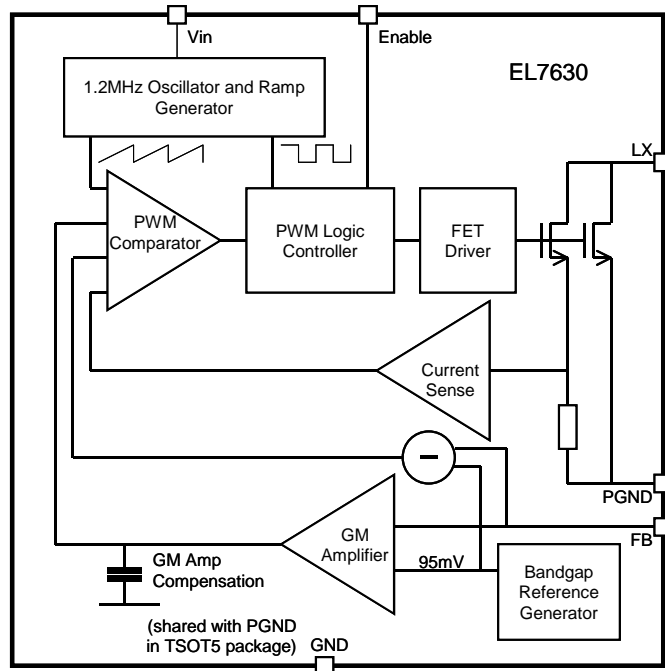 Vin
Enable
EL7630
1.2MHz Oscillator and Ramp
Generator
LX
PWM
Comparator
PWM Logic
Controller
FET
Driver
Current
Sense
PGND
FB
GM
Amplifier
95mV
GM Amp
Compensation
Bandgap
Reference
Generator
(shared with PGND
in TSOT5 package)
GND